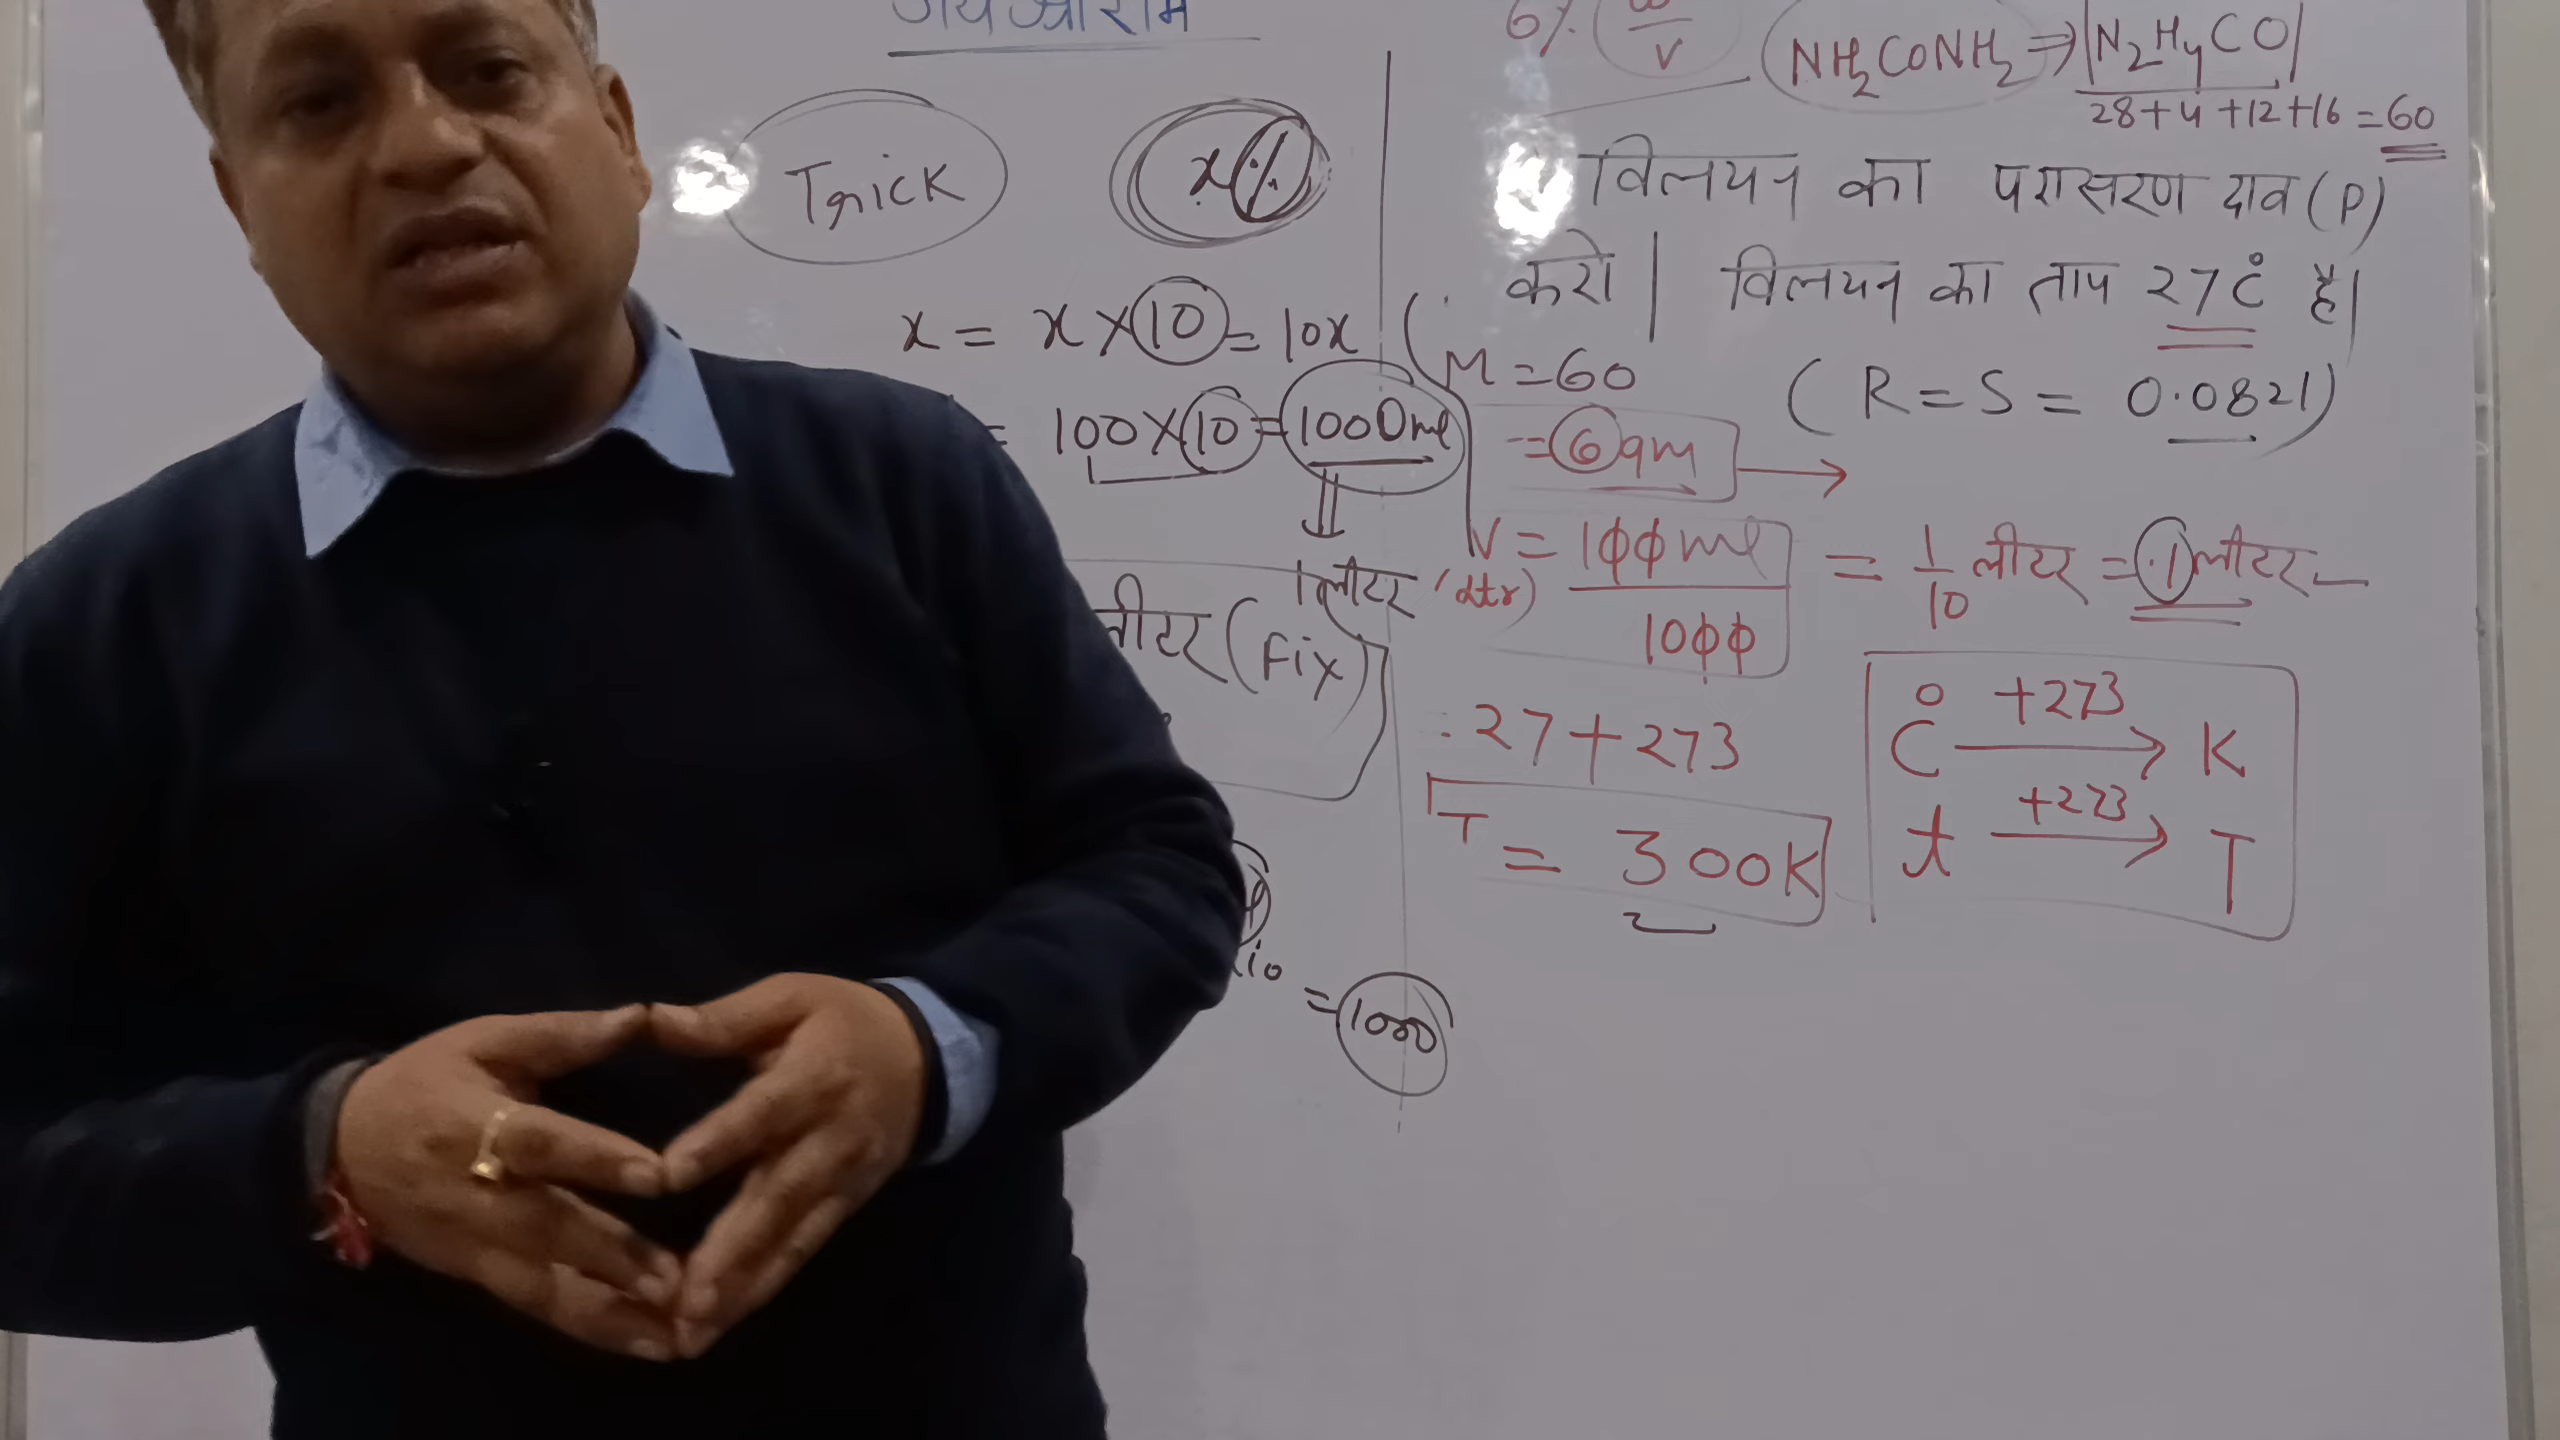 जय श्री राम
Trick
x%
x = x × 10 = 10x
= 100 × 10 = 1000ml
1 लीटर (ltr)
लीटर (Fix)
= 1000
6% w/v NH2CONH2 ⇒ N2H4CO
28 + 4 + 12 + 16 = 60
विलयन का परासरण दाब (P)
करो | विलयन का ताप 27°C है|
M = 60
(R = S = 0.0821)
= 6gm →
V = 100ml/1000 = 1/10 लीटर = .1 लीटर
27 + 273
T = 300K
°C +273 → K
t +273 → T